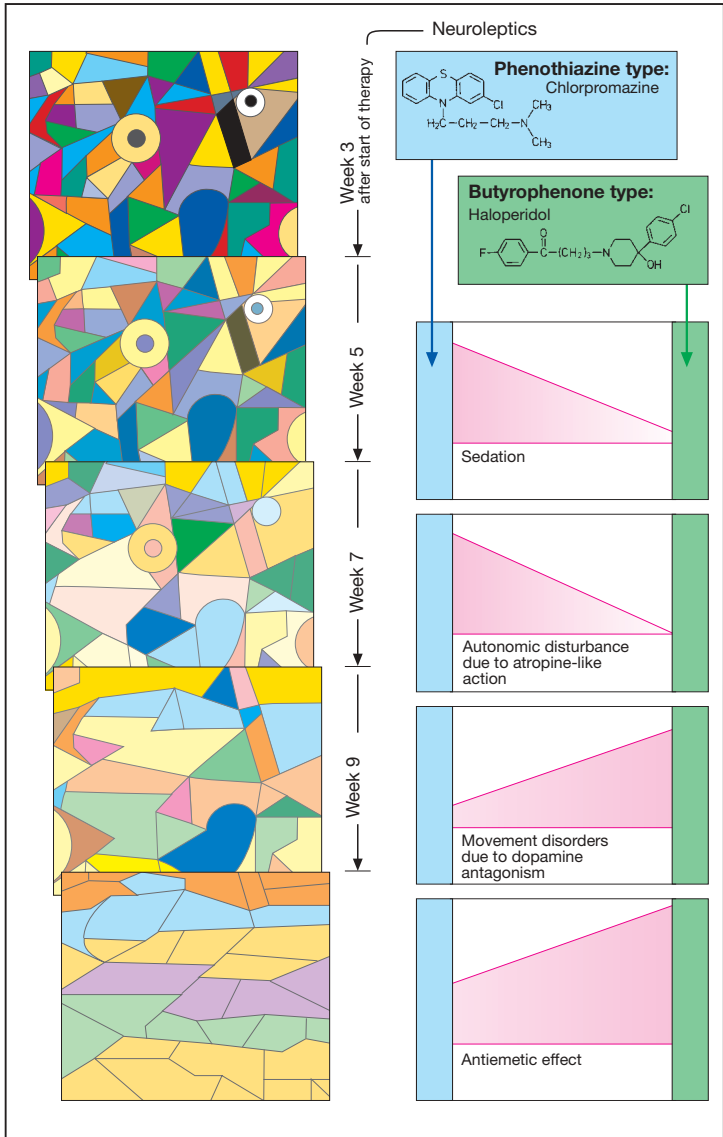 Neuroleptics
Week 3
after start of therapy
Week 5
Week 7
Week 9
Phenothiazine type:
Chlorpromazine
S
N
Cl
H₂C—CH₂—CH₂—N
CH₃
CH₃
Butyrophenone type:
Haloperidol
F
O
C
(CH₂)₃
N
OH
Cl
Sedation
Autonomic disturbance
due to atropine-like
action
Movement disorders
due to dopamine
antagonism
Antiemetic effect